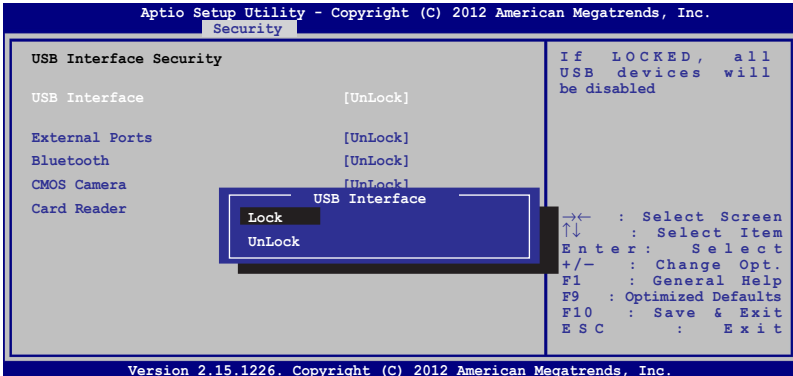 Aptio Setup Utility - Copyright (C) 2012 American Megatrends, Inc.
Security
USB Interface Security
USB Interface [UnLock]
External Ports [UnLock]
Bluetooth [UnLock]
CMOS Camera [UnLock]
Card Reader
USB Interface
Lock
UnLock
If LOCKED, all
USB devices will
be disabled
→← : Select Screen
↑↓ : Select Item
Enter: Select
+/— : Change Opt.
F1 : General Help
F9 : Optimized Defaults
F10 : Save & Exit
ESC : Exit
Version 2.15.1226. Copyright (C) 2012 American Megatrends, Inc.